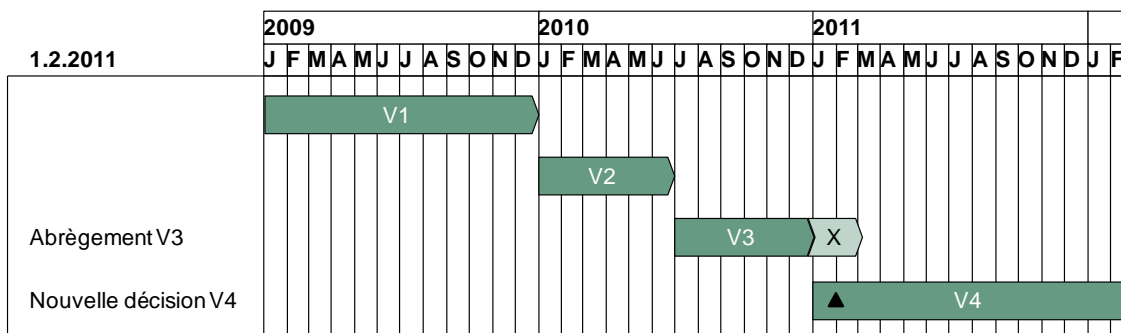 2009 2010 2011
1.2.2011 J F M A M J J A S O N D J F M A M J J A S O N D J F M A M J J A S O N D J F
V1
V2
Abrègement V3 V3 X
Nouvelle décision V4 V4